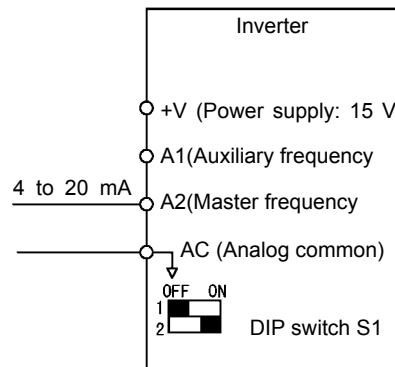 Inverter
+V (Power supply: 15 V
A1(Auxiliary frequency
4 to 20 mA
A2(Master frequency
AC (Analog common)
OFF ON
1
2
DIP switch S1